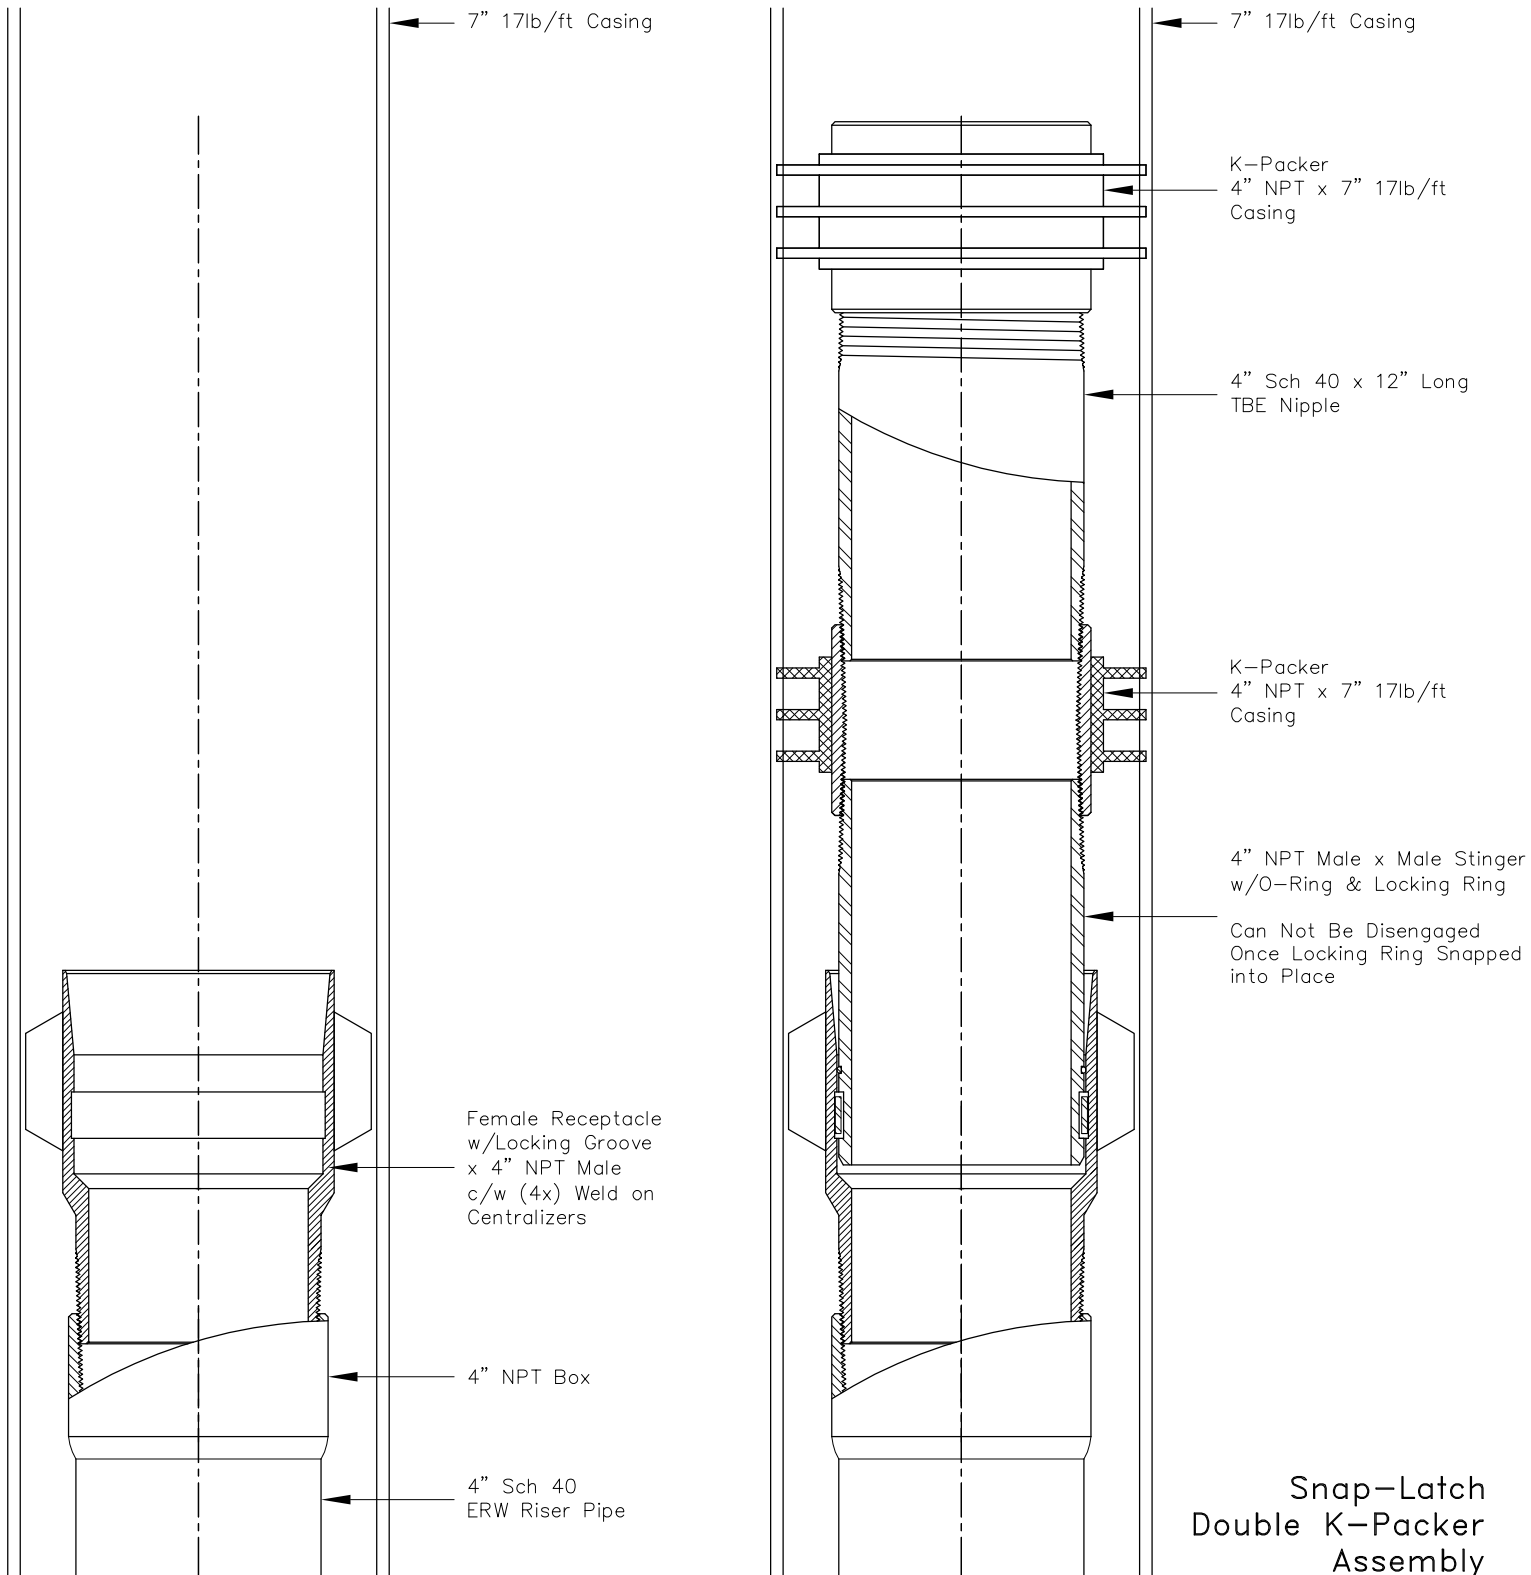 7” 17lb/ft Casing
Female Receptacle
w/Locking Groove
x 4” NPT Male
c/w (4x) Weld on
Centralizers
4” NPT Box
4” Sch 40
ERW Riser Pipe
7” 17lb/ft Casing
K-Packer
4” NPT x 7” 17lb/ft
Casing
4” Sch 40 x 12” Long
TBE Nipple
K-Packer
4” NPT x 7” 17lb/ft
Casing
4” NPT Male x Male Stinger
w/O-Ring & Locking Ring
Can Not Be Disengaged
Once Locking Ring Snapped
into Place
Snap-Latch
Double K-Packer
Assembly